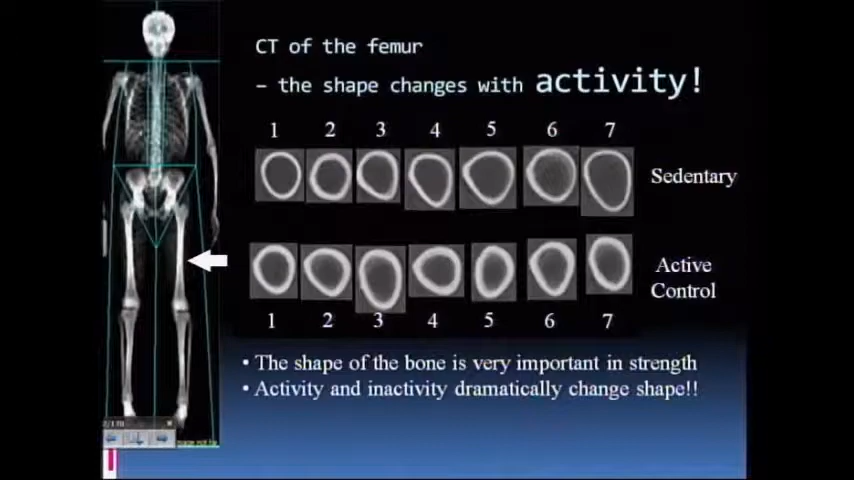 CT of the femur
– the shape changes with activity!
1 2 3 4 5 6 7
Sedentary
Active
Control
1 2 3 4 5 6 7
• The shape of the bone is very important in strength
• Activity and inactivity dramatically change shape!!